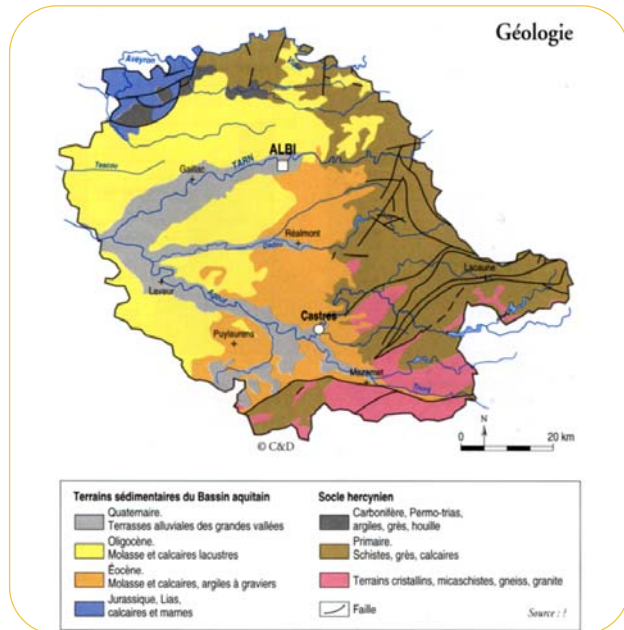 Géologie
Aveyron
Tescou
Gaillac
TARN
ALBI
Réalmont
Dadou
Lacaune
Lavaur
Agout
Castres
Puylaurens
Mazamet
Thoré
© C&D
N
0 20 km
Terrains sédimentaires du Bassin aquitain
Quaternaire.
Terrasses alluviales des grandes vallées
Oligocène.
Molasse et calcaires lacustres
Éocène.
Molasse et calcaires, argiles à graviers
Jurassique, Lias,
calcaires et marnes
Socle hercynien
Carbonifère, Permo-trias,
argiles, grès, houille
Primaire.
Schistes, grès, calcaires
Terrains cristallins, micaschistes, gneiss, granite
Faille
Source : !